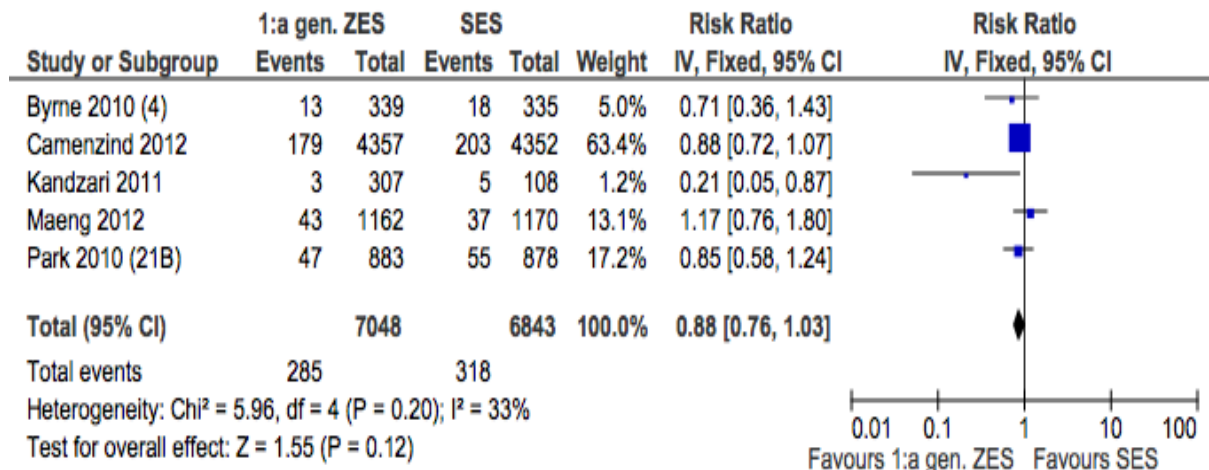 1:a gen. ZES SES Risk Ratio Risk Ratio
Study or Subgroup Events Total Events Total Weight IV, Fixed, 95% CI IV, Fixed, 95% CI
Byrne 2010 (4) 13 339 18 335 5.0% 0.71 [0.36, 1.43]
Camenzind 2012 179 4357 203 4352 63.4% 0.88 [0.72, 1.07]
Kandzari 2011 3 307 5 108 1.2% 0.21 [0.05, 0.87]
Maeng 2012 43 1162 37 1170 13.1% 1.17 [0.76, 1.80]
Park 2010 (21B) 47 883 55 878 17.2% 0.85 [0.58, 1.24]
Total (95% CI) 7048 6843 100.0% 0.88 [0.76, 1.03]
Total events 285 318
Heterogeneity: Chi² = 5.96, df = 4 (P = 0.20); I² = 33%
Test for overall effect: Z = 1.55 (P = 0.12)
0.01 0.1 1 10 100
Favours 1:a gen. ZES Favours SES